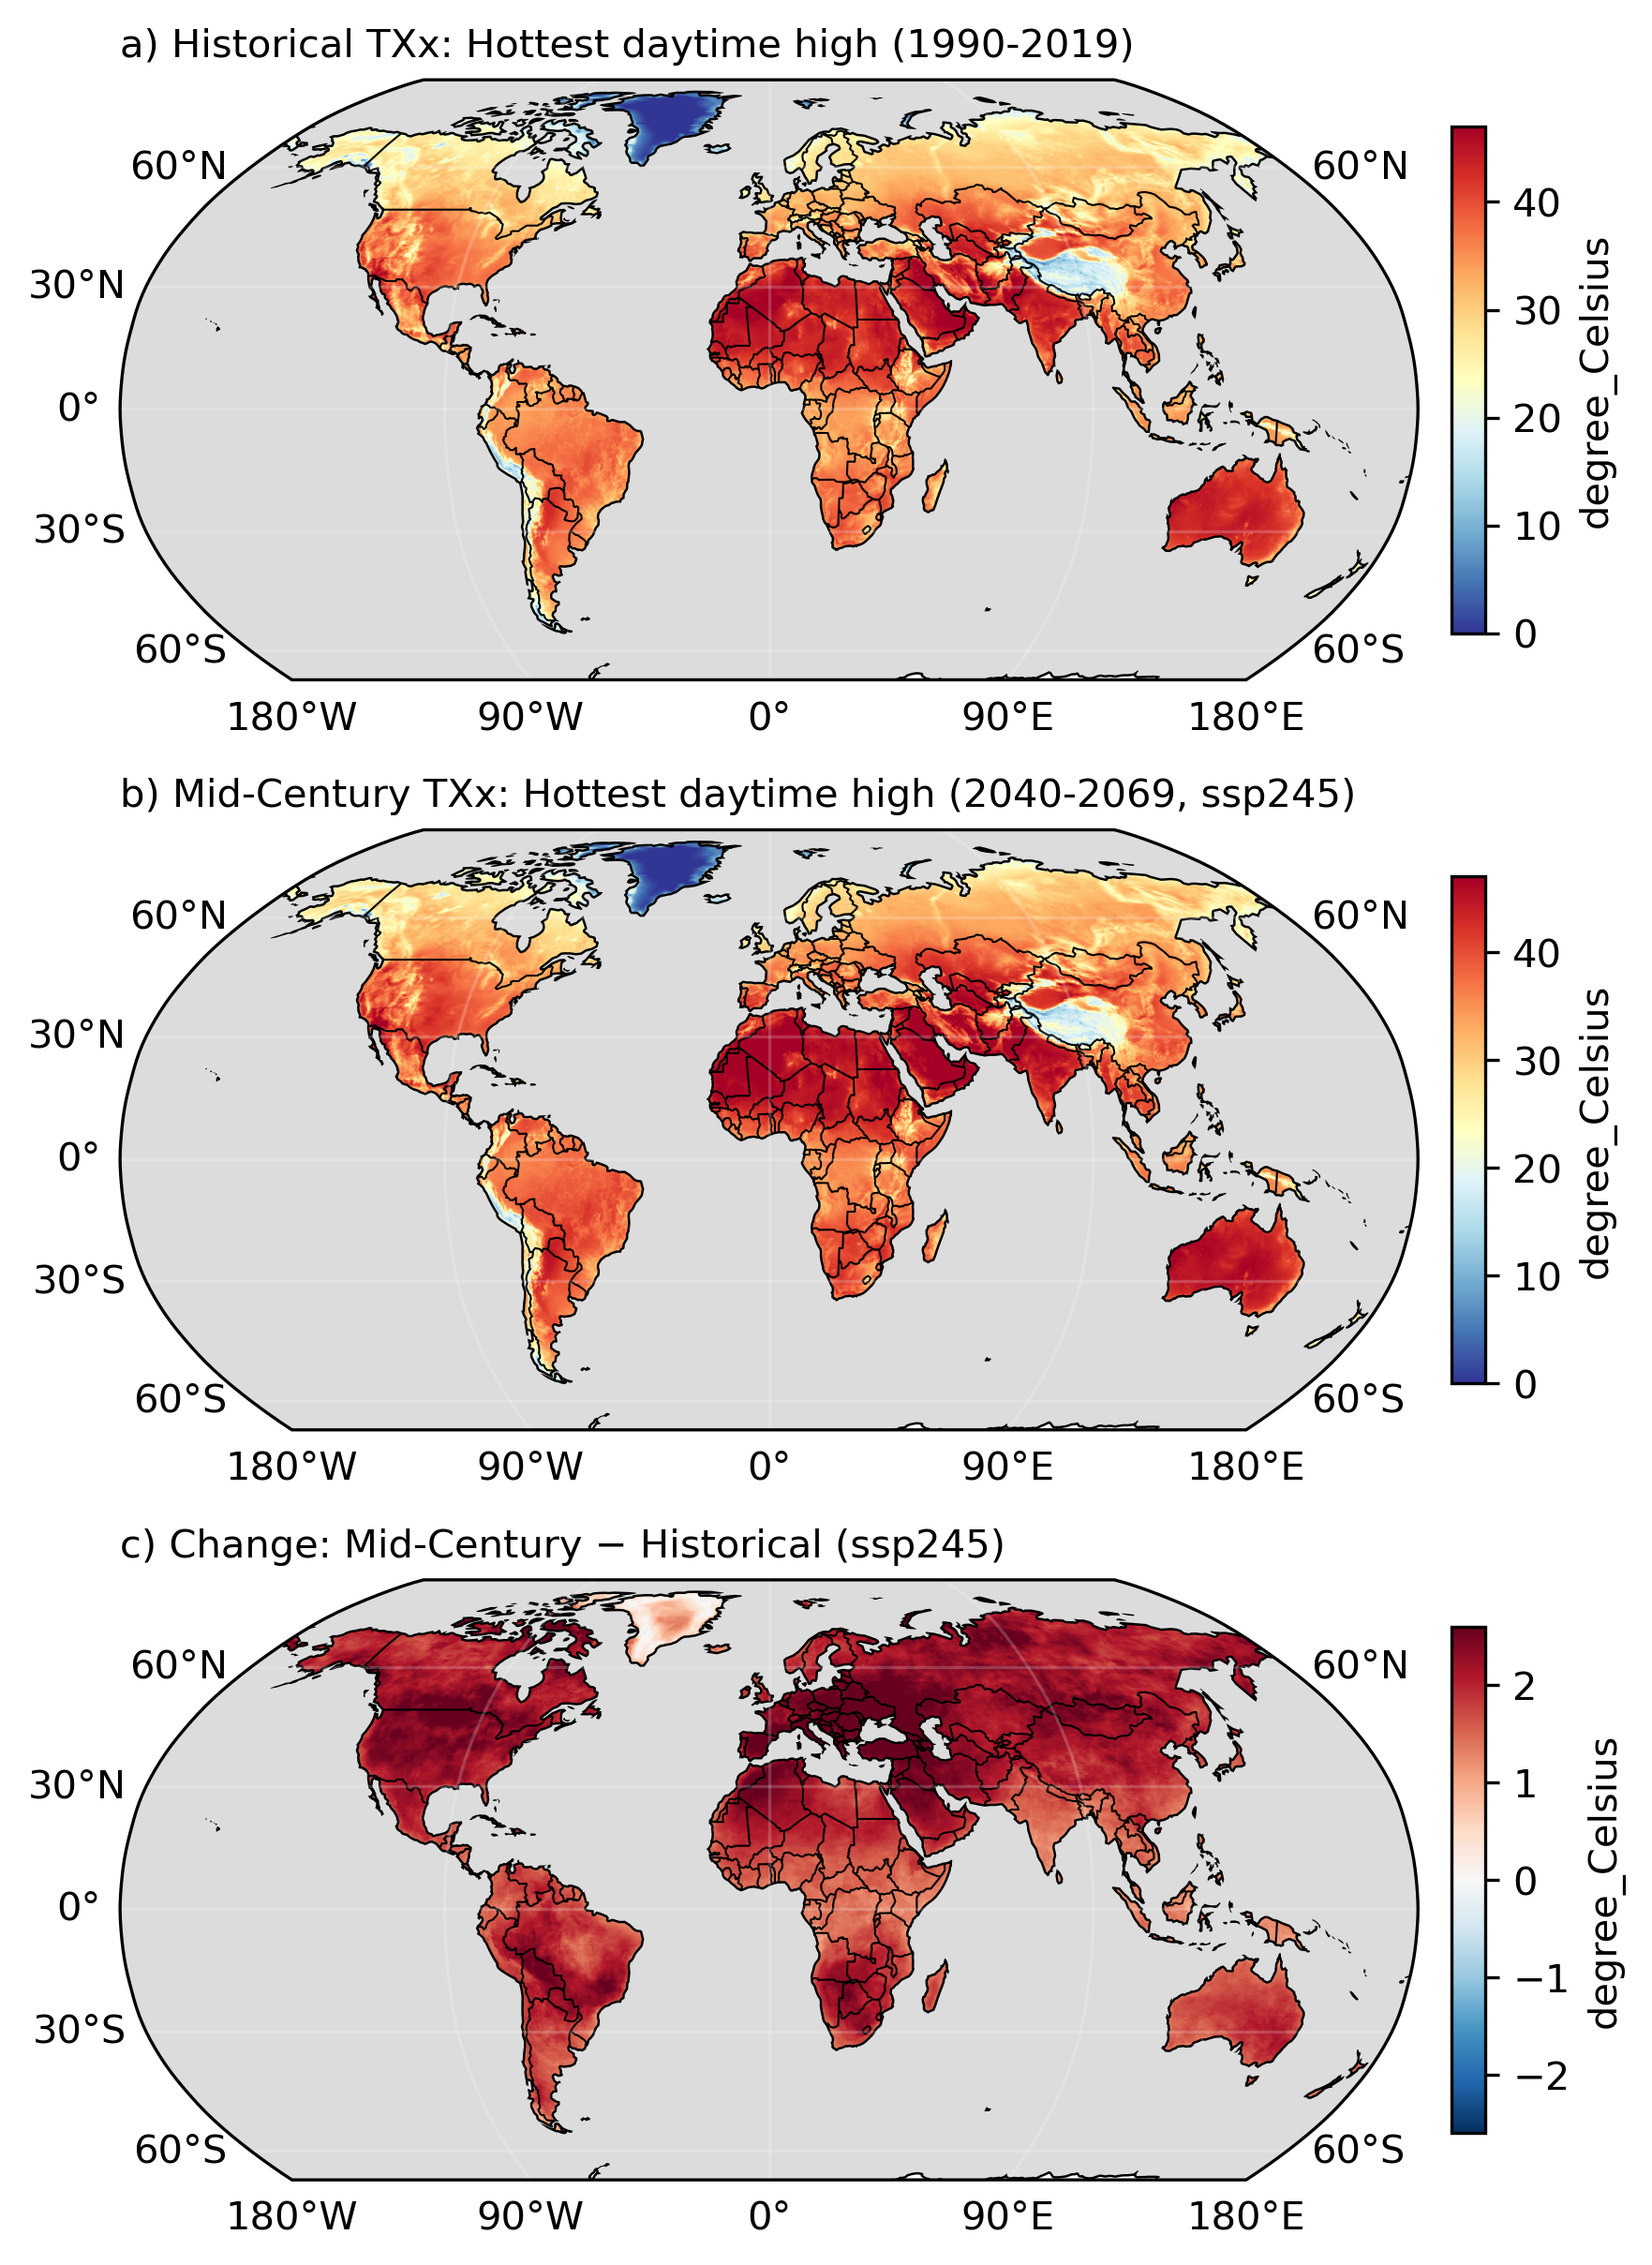 a) Historical TXx: Hottest daytime high (1990-2019)
60°N 60°N
30°N
0°
30°S
60°S 60°S
180°W 90°W 0° 90°E 180°E
40
30
20
10
0
degree_Celsius
b) Mid-Century TXx: Hottest daytime high (2040-2069, ssp245)
60°N 60°N
30°N
0°
30°S
60°S 60°S
180°W 90°W 0° 90°E 180°E
40
30
20
10
0
degree_Celsius
c) Change: Mid-Century − Historical (ssp245)
60°N 60°N
30°N
0°
30°S
60°S 60°S
180°W 90°W 0° 90°E 180°E
2
1
0
−1
−2
degree_Celsius